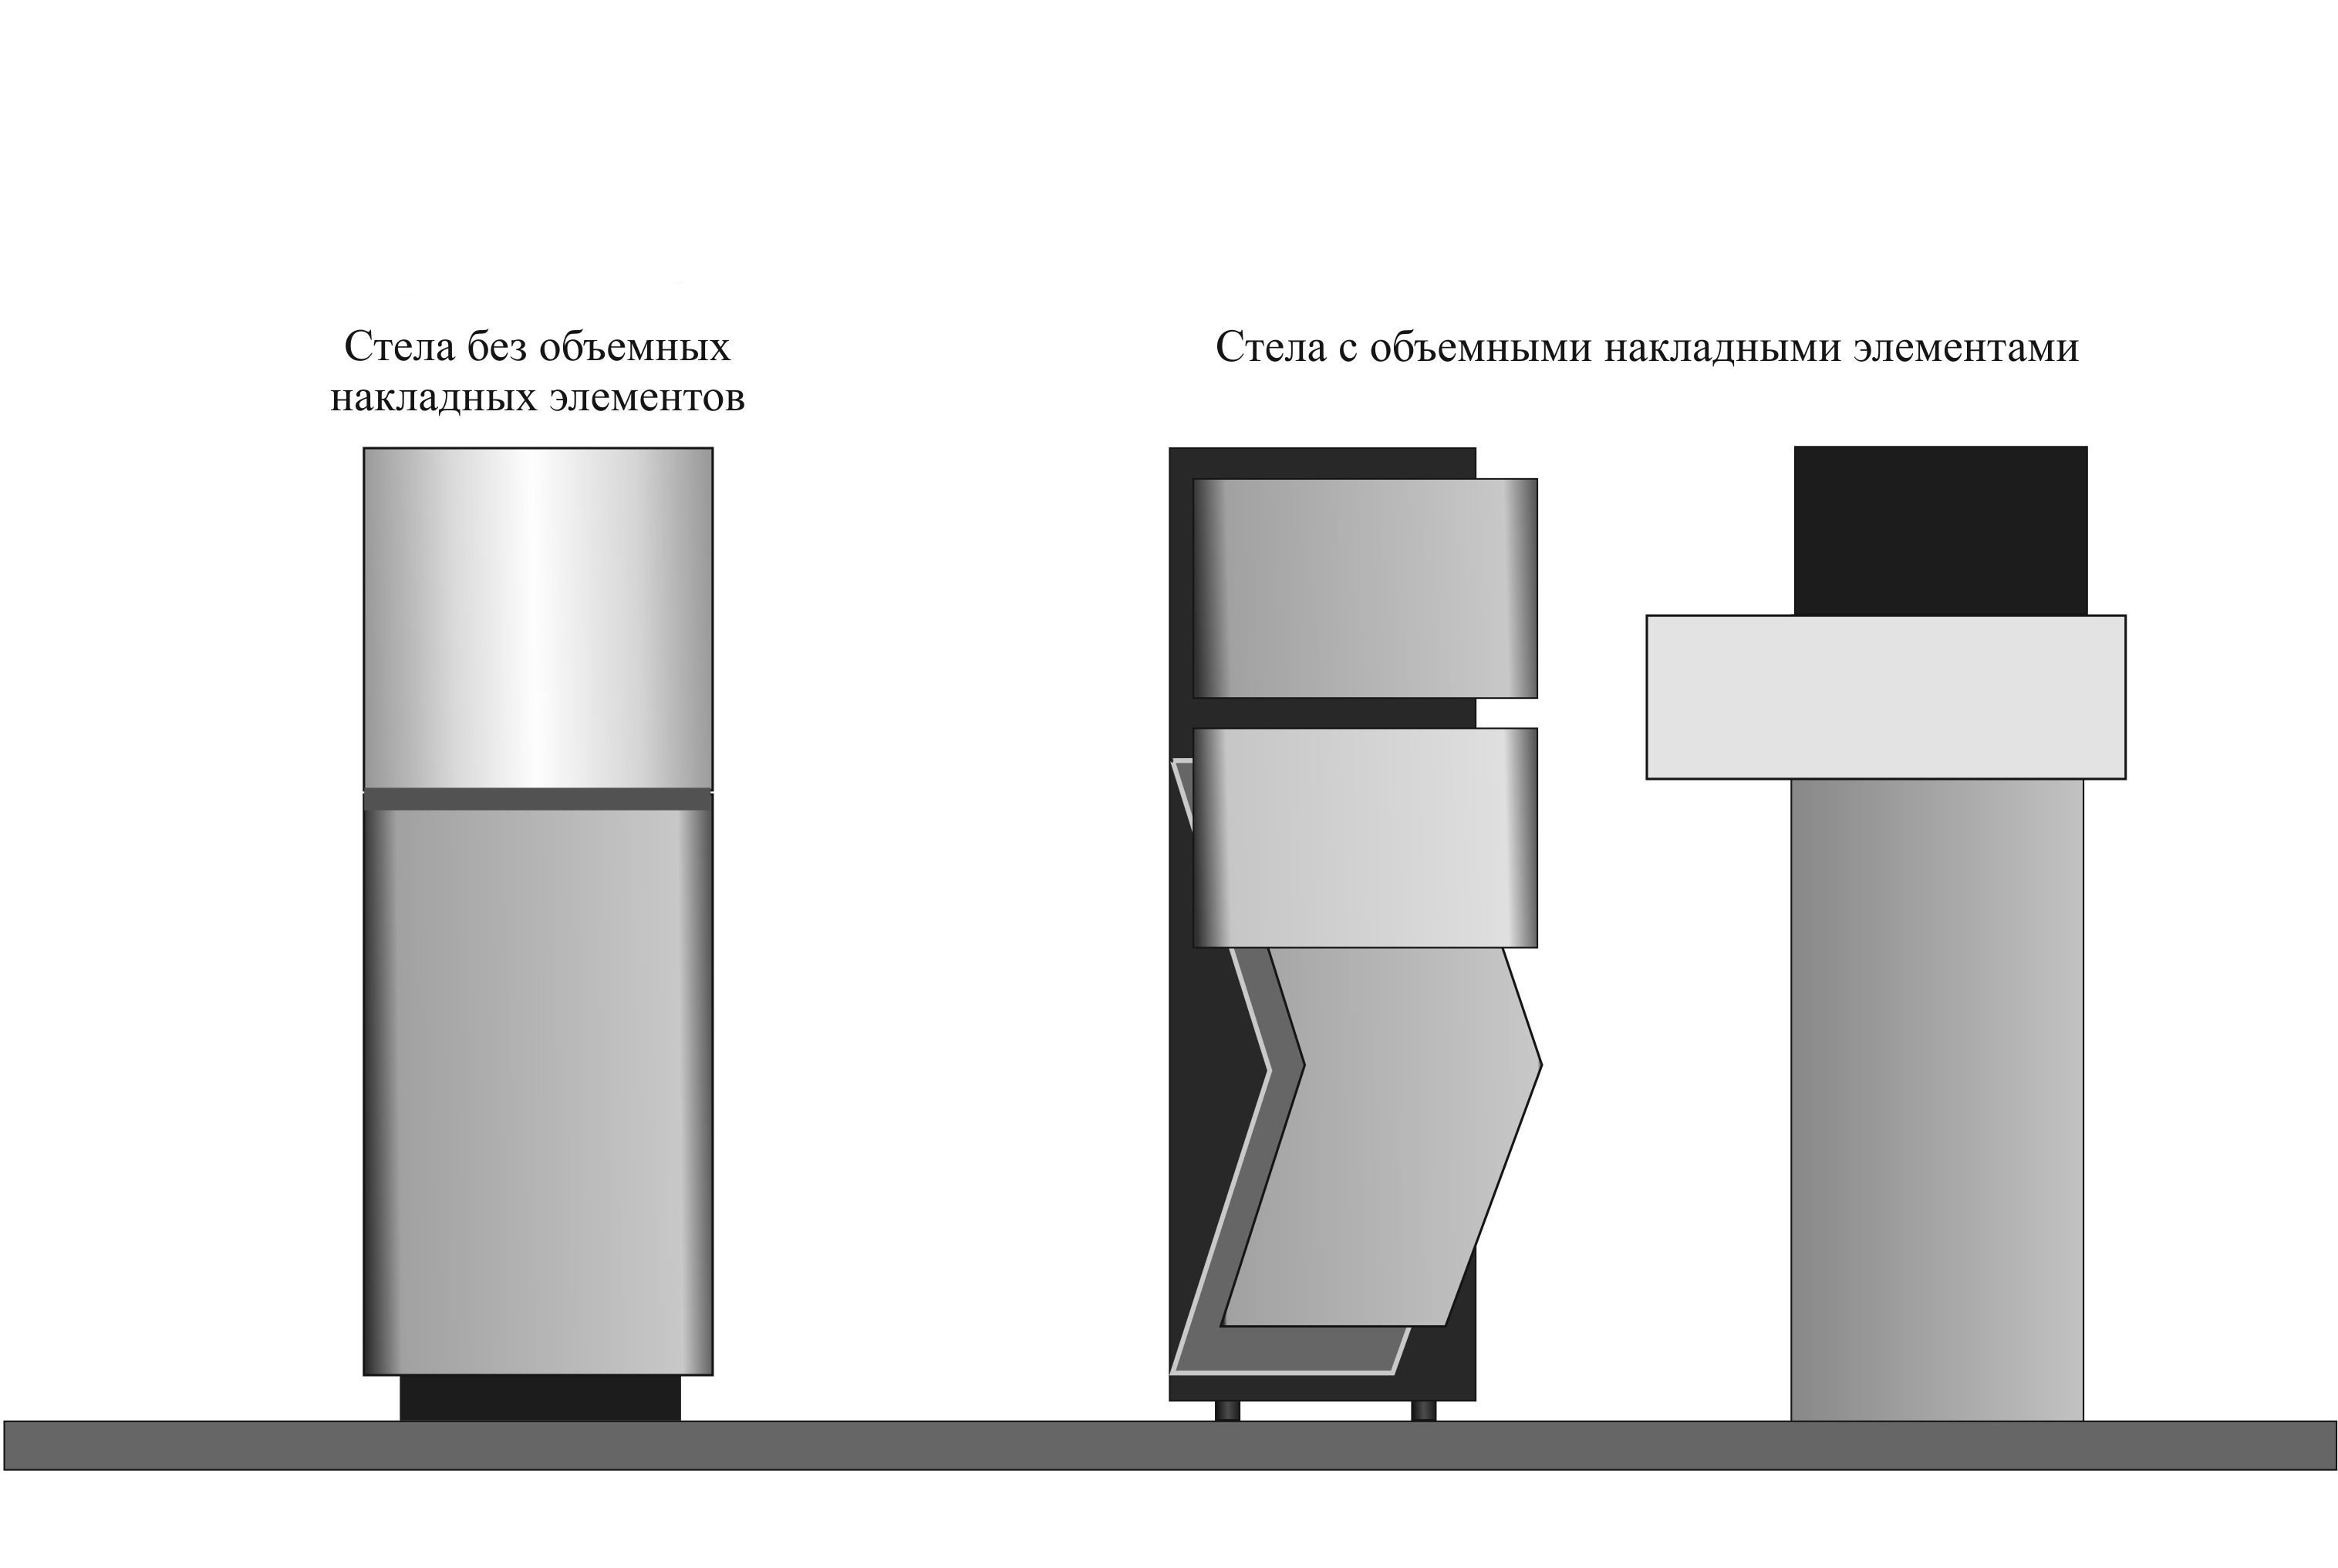 Стела без объемных
накладных элементов
Стела с объемными накладными элементами